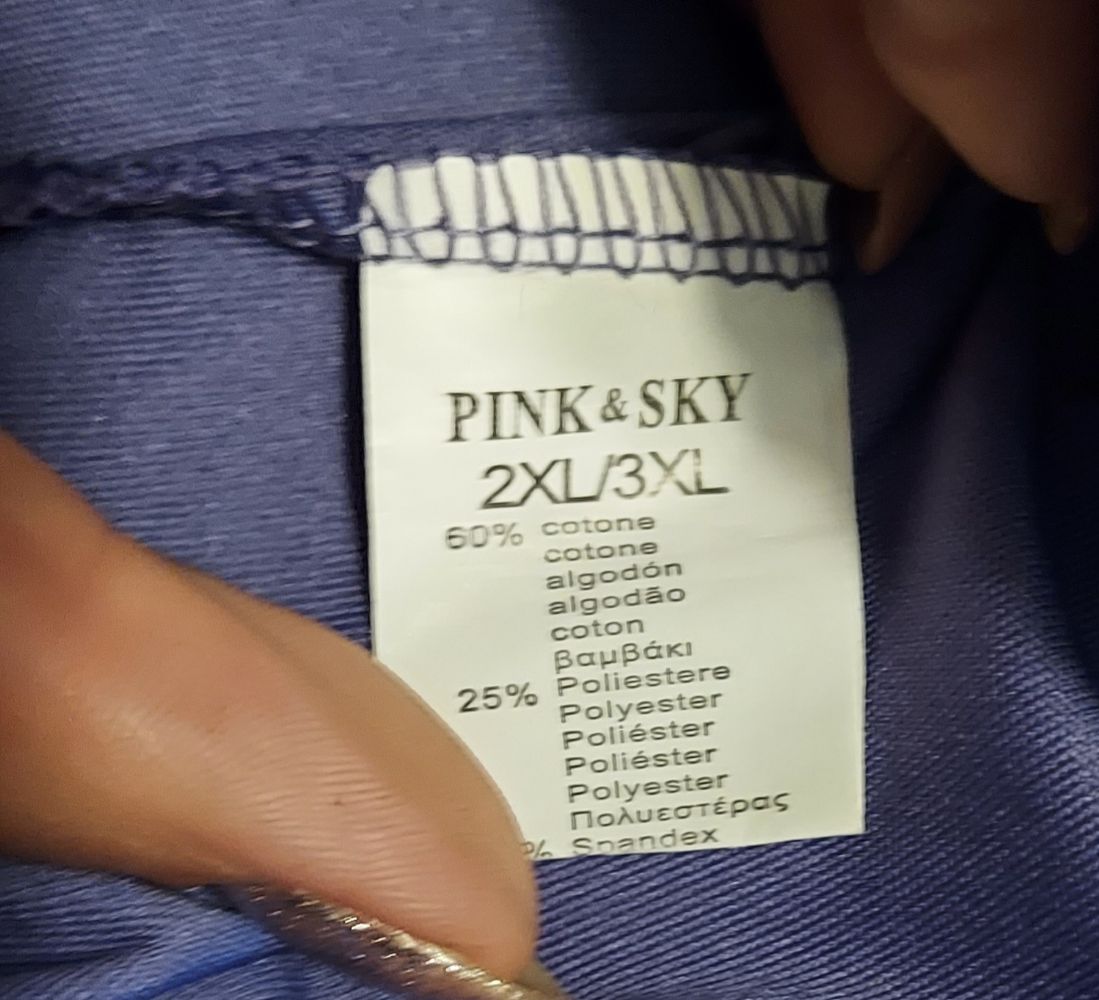 PINK & SKY
2XL/3XL
60% cotone
cotone
algodón
algodão
coton
βαμβάκι
25% Poliestere
Polyester
Poliéster
Poliéster
Polyester
Πολυεστέρας
% Spandex